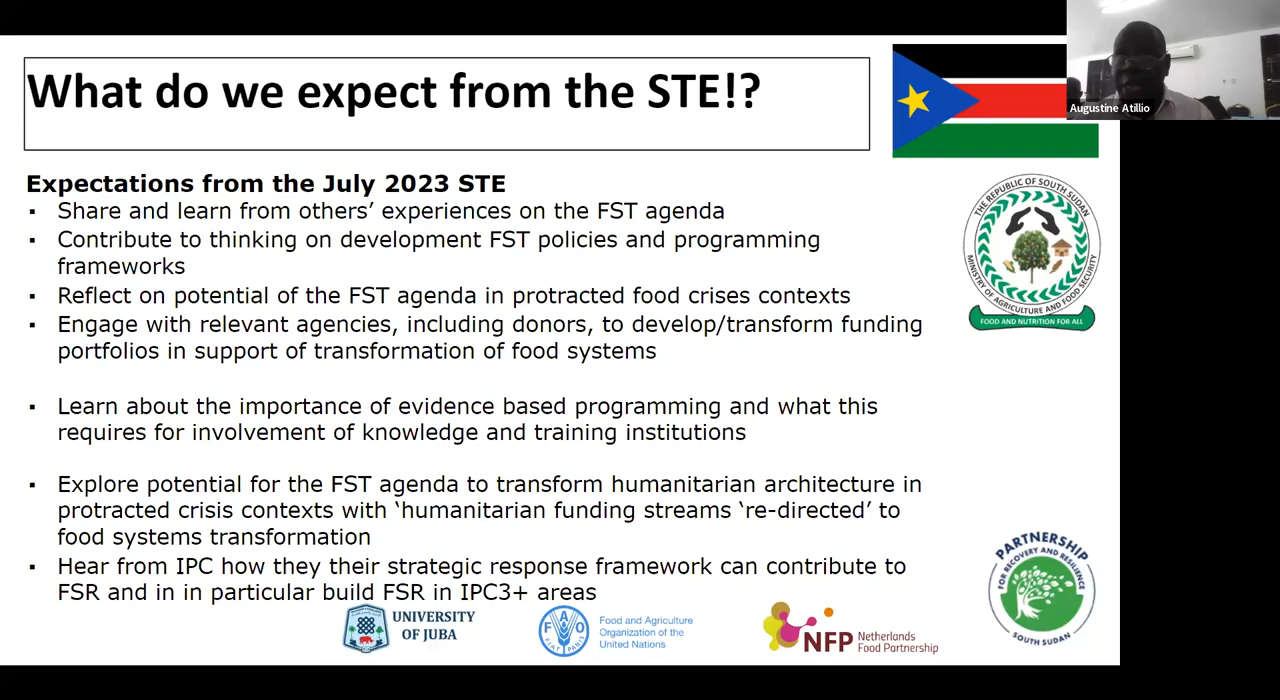 What do we expect from the STE!?
Augustine Atillio
Expectations from the July 2023 STE
▪ Share and learn from others’ experiences on the FST agenda
▪ Contribute to thinking on development FST policies and programming
frameworks
▪ Reflect on potential of the FST agenda in protracted food crises contexts
▪ Engage with relevant agencies, including donors, to develop/transform funding
portfolios in support of transformation of food systems
▪ Learn about the importance of evidence based programming and what this
requires for involvement of knowledge and training institutions
▪ Explore potential for the FST agenda to transform humanitarian architecture in
protracted crisis contexts with ‘humanitarian funding streams ‘re-directed’ to
food systems transformation
▪ Hear from IPC how they their strategic response framework can contribute to
FSR and in in particular build FSR in IPC3+ areas
THE REPUBLIC OF SOUTH SUDAN
MINISTRY OF AGRICULTURE AND FOOD SECURITY
FOOD AND NUTRITION FOR ALL
PARTNERSHIP
FOR RECOVERY AND RESILIENCE
SOUTH SUDAN
UNIVERSITY
OF JUBA
F A O
FIAT PANIS
Food and Agriculture
Organization of the
United Nations
NFP
Netherlands
Food Partnership